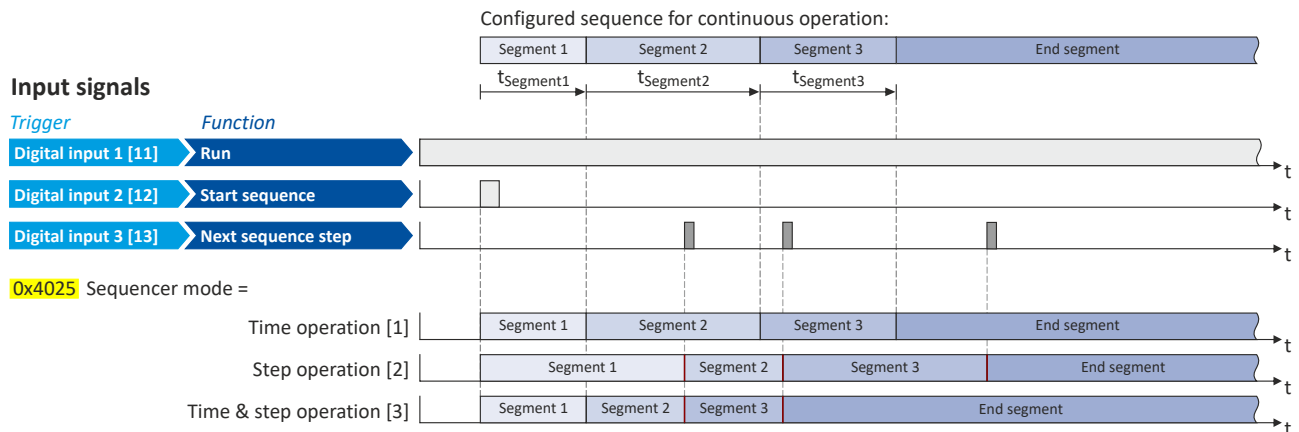 Configured sequence for continuous operation:
Segment 1 Segment 2 Segment 3 End segment
tSegment1 tSegment2 tSegment3
Input signals
Trigger Function
Digital input 1 [11] Run
t
Digital input 2 [12] Start sequence
t
Digital input 3 [13] Next sequence step
t
0x4025 Sequencer mode =
Time operation [1] Segment 1 Segment 2 Segment 3 End segment
t
Step operation [2] Segment 1 Segment 2 Segment 3 End segment
t
Time & step operation [3] Segment 1 Segment 2 Segment 3 End segment
t